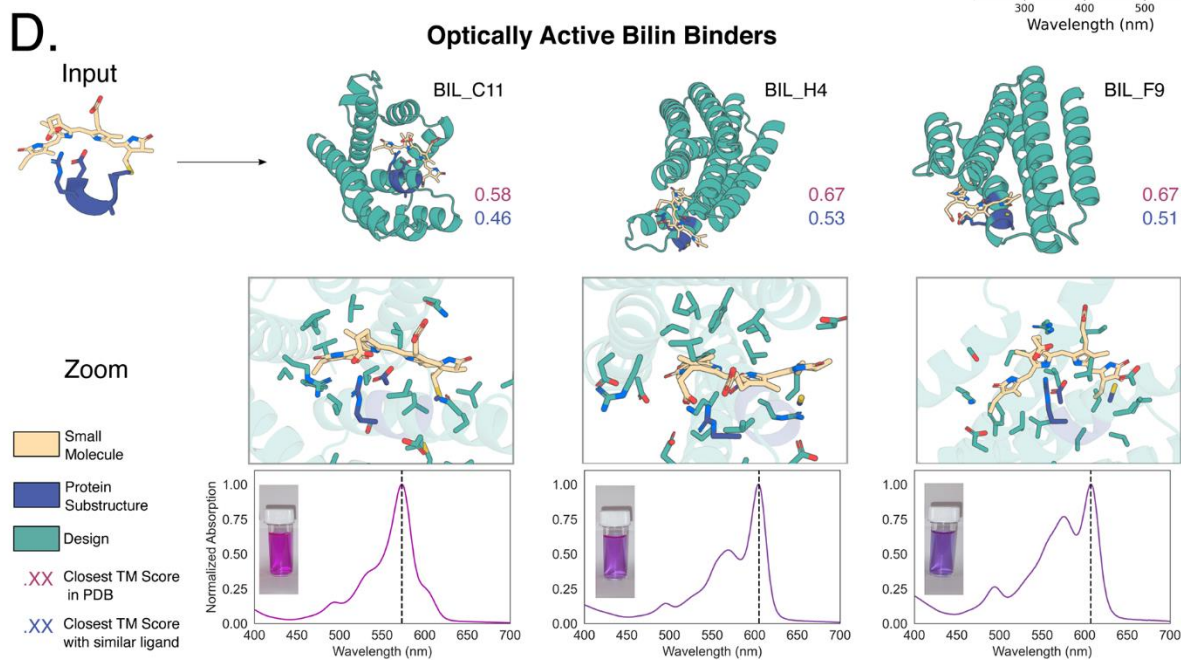 300 400 500
Wavelength (nm)
D.
Optically Active Bilin Binders
Input
BIL_C11
BIL_H4
BIL_F9
0.58
0.46
0.67
0.53
0.67
0.51
Zoom
Small
Molecule
Protein
Substructure
Design
.XX Closest TM Score
in PDB
.XX Closest TM Score
with similar ligand
Normalized Absorption
1.00
0.75
0.50
0.25
0.00
400 450 500 550 600 650 700
Wavelength (nm)
1.00
0.75
0.50
0.25
0.00
400 450 500 550 600 650 700
Wavelength (nm)
1.00
0.75
0.50
0.25
0.00
400 450 500 550 600 650 700
Wavelength (nm)